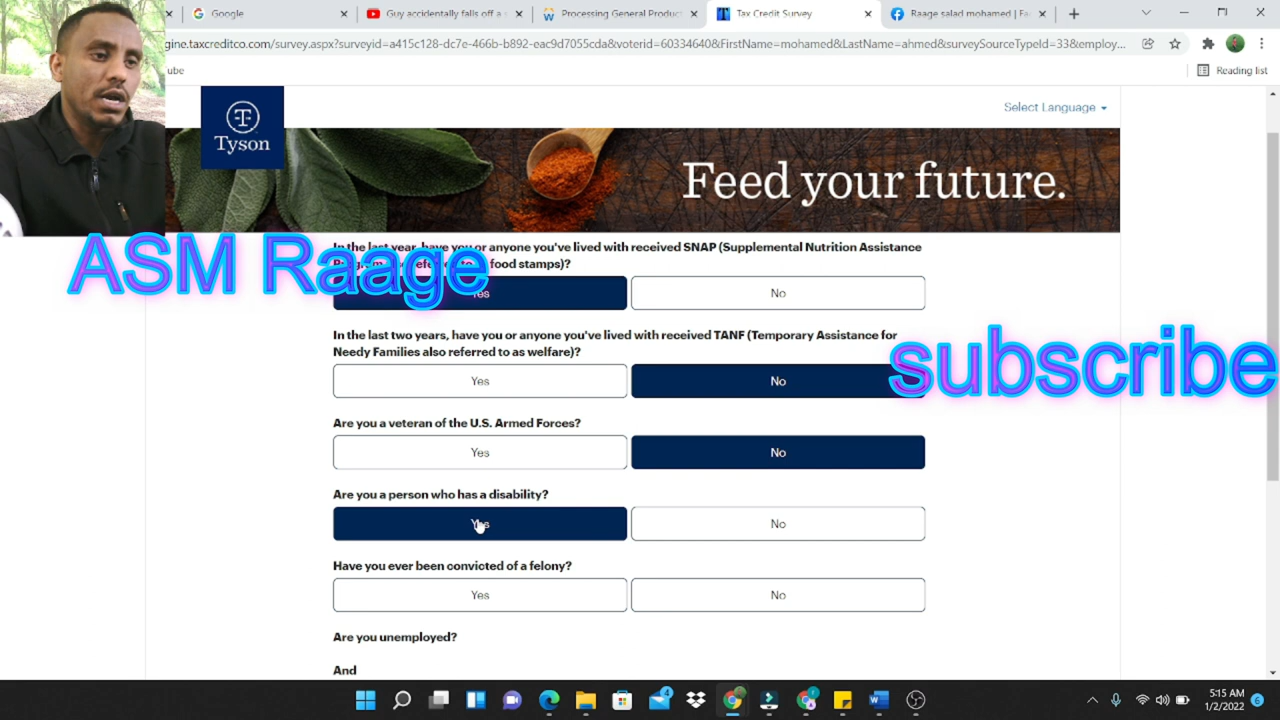 Google
Guy accidentally falls off a s
Processing General Product
Tax Credit Survey
Raage salad mohamed | Fac
gine.taxcreditco.com/survey.aspx?surveyid=a415c128-dc7e-466b-b892-eac9d7055cda&voterid=60334640&FirstName=mohamed&LastName=ahmed&surveySourceTypeId=33&employ...
ube
Reading list
Select Language
Tyson
Feed your future.
In the last year, have you or anyone you've lived with received SNAP (Supplemental Nutrition Assistance
food stamps)?
ASM Raage
Yes
No
In the last two years, have you or anyone you've lived with received TANF (Temporary Assistance for
Needy Families also referred to as welfare)?
subscribe
Yes
No
Are you a veteran of the U.S. Armed Forces?
Yes
No
Are you a person who has a disability?
Yes
No
Have you ever been convicted of a felony?
Yes
No
Are you unemployed?
And
4
5:15 AM
1/2/2022
6